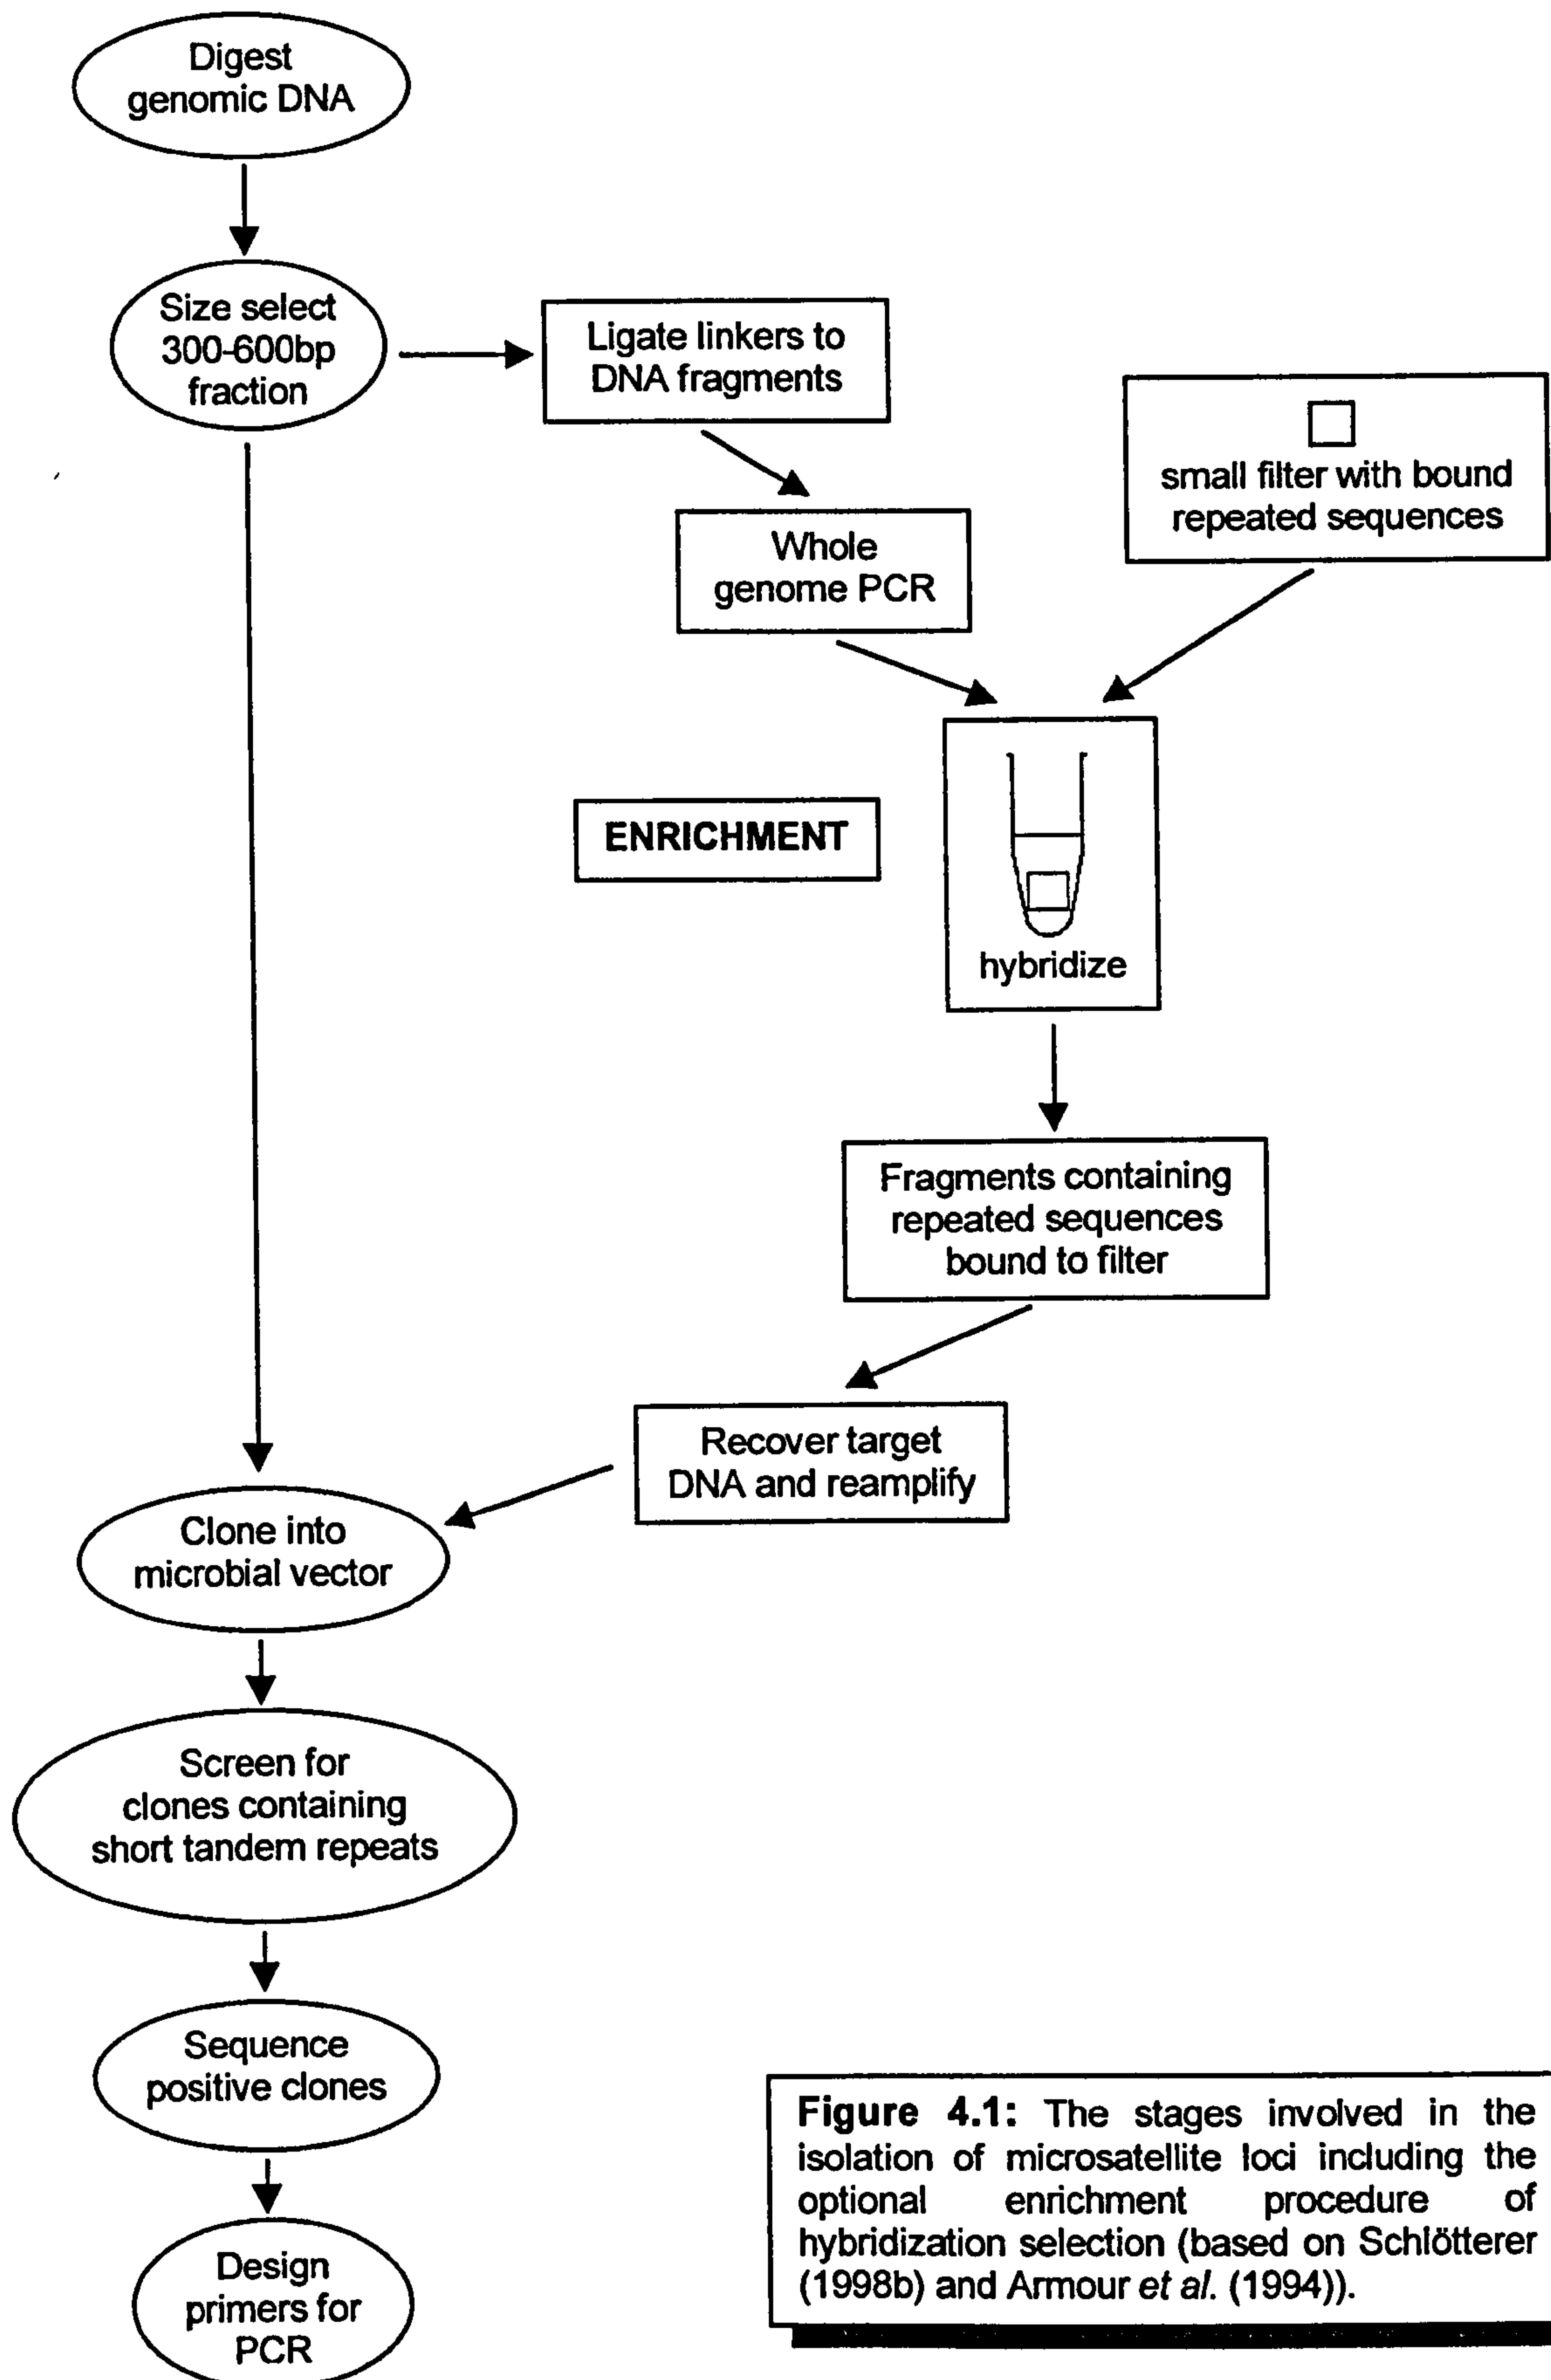 Digest
genomic DNA
Size select
300-600bp
fraction
Ligate linkers to
DNA fragments
small filter with bound
repeated sequences
Whole
genome PCR
ENRICHMENT
hybridize
Fragments containing
repeated sequences
bound to filter
Recover target
DNA and reamplify
Clone into
microbial vector
Screen for
clones containing
short tandem repeats
Sequence
positive clones
Design
primers for
PCR
Figure 4.1: The stages involved in the
isolation of microsatellite loci including the
optional enrichment procedure of
hybridization selection (based on Schlötterer
(1998b) and Armour et al. (1994)).